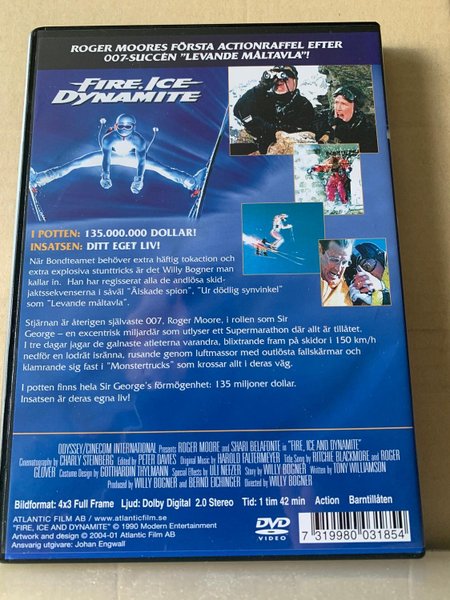 ROGER MOORES FÖRSTA ACTIONRAFFEL EFTER
007-SUCCÉN "LEVANDE MÅLTAVLA"!
FIRE, ICE
DYNAMITE
I POTTEN: 135.000.000 DOLLAR!
INSATSEN: DITT EGET LIV!
När Bondteamet behöver extra häftig tokaction och
extra explosiva stunttricks är det Willy Bogner man
kallar in. Han har regisserat alla de andlösa skid-
jaktssekvenserna i såväl "Älskade spion", "Ur dödlig synvinkel"
som "Levande måltavla".
Stjärnan är återigen självaste 007, Roger Moore, i rollen som Sir
George – en excentrisk miljardär som utlyser ett Supermarathon där allt är tillåtet.
I tre dagar jagar de galnaste atleterna varandra, blixtrande fram på skidor i 150 km/h
nedför en lodrät isränna, rusande genom luftmassor med outlösta fallskärmar och
klamrande sig fast i "Monstertrucks" som krossar allt i deras väg.
I potten finns hela Sir George´s förmögenhet: 135 miljoner dollar.
Insatsen är deras egna liv!
ODYSSEY/CINECOM INTERNATIONAL Presents ROGER MOORE and SHARI BELAFONTE in "FIRE, ICE AND DYNAMITE"
Cinematography by CHARLY STEINBERG Edited by PETER DAVIES Original Music by HAROLD FALTERMEYER Title Song by RITCHIE BLACKMORE and ROGER
GLOVER Costume Design by GOTTHARDIN THYLMANN Special Effects by ULI NEFZER Story by WILLY BOGNER Written by TONY WILLIAMSON
Produced by WILLY BOGNER and BERND EICHINGER Directed by WILLY BOGNER
Bildformat: 4x3 Full Frame Ljud: Dolby Digital 2.0 Stereo Tid: 1 tim 42 min Action Barntillåten
ATLANTIC FILM AB / www.atlanticfilm.se
"FIRE, ICE AND DYNAMITE" © 1990 Modern Entertainment
Artwork and design © 2004-01 Atlantic Film AB
Ansvarig utgivare: Johan Engwall
DVD
VIDEO
7 319980 031854